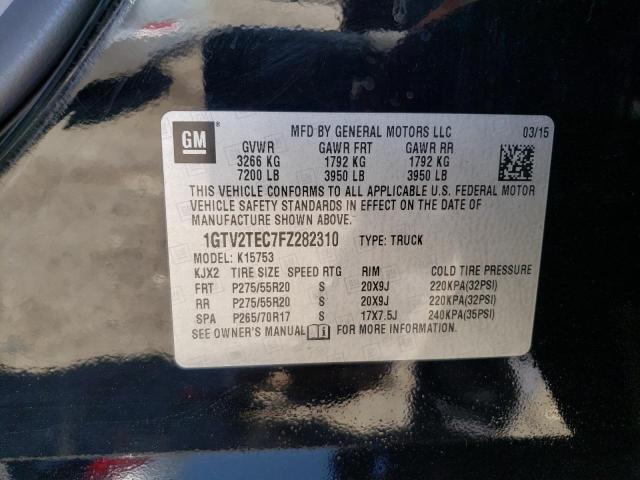 GM
MFD BY GENERAL MOTORS LLC 03/15
GVWR GAWR FRT GAWR RR
3266 KG 1792 KG 1792 KG
7200 LB 3950 LB 3950 LB
THIS VEHICLE CONFORMS TO ALL APPLICABLE U.S. FEDERAL MOTOR
VEHICLE SAFETY STANDARDS IN EFFECT ON THE DATE OF
MANUFACTURE SHOWN ABOVE.
1GTV2TEC7FZ282310 TYPE: TRUCK
MODEL: K15753
KJX2 TIRE SIZE SPEED RTG RIM COLD TIRE PRESSURE
FRT P275/55R20 S 20X9J 220KPA(32PSI)
RR P275/55R20 S 20X9J 220KPA(32PSI)
SPA P265/70R17 S 17X7.5J 240KPA(35PSI)
SEE OWNER'S MANUAL FOR MORE INFORMATION.